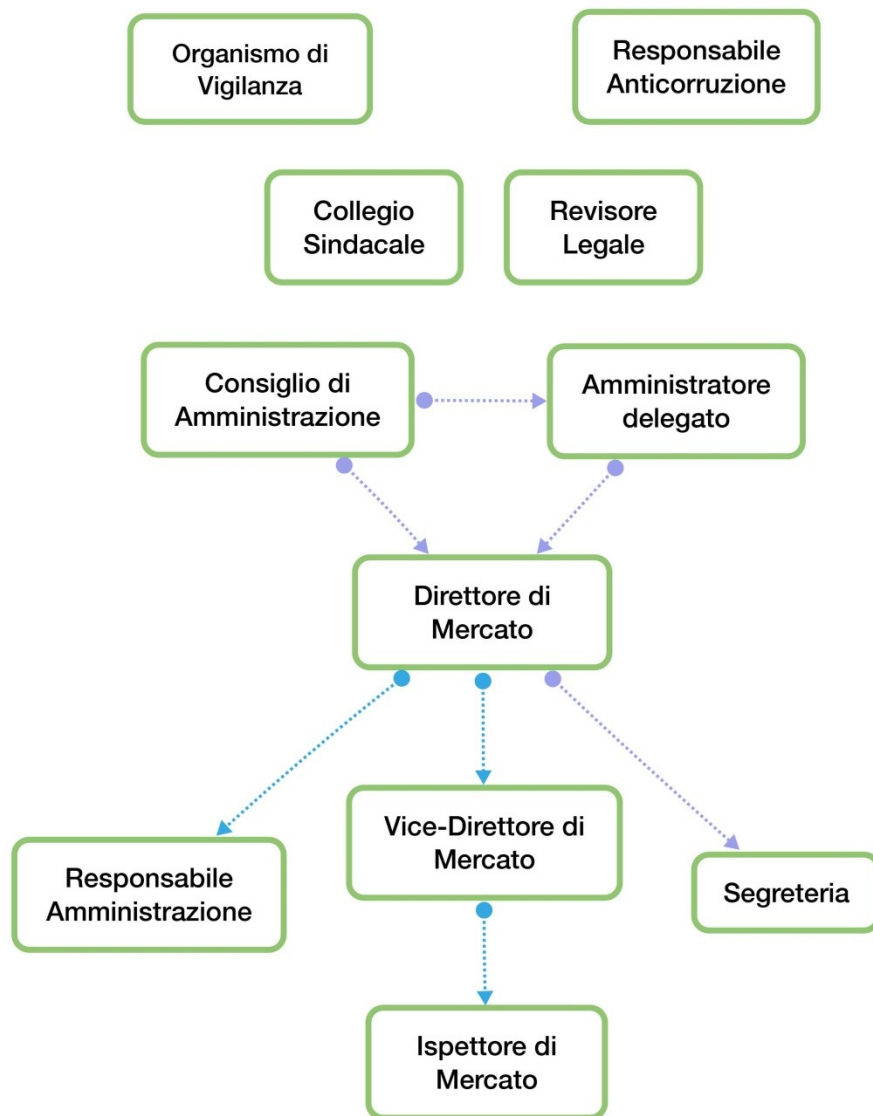 Organismo di
Vigilanza
Responsabile
Anticorruzione
Collegio
Sindacale
Revisore
Legale
Consiglio di
Amministrazione
Amministratore
delegato
Direttore di
Mercato
Responsabile
Amministrazione
Vice-Direttore di
Mercato
Segreteria
Ispettore di
Mercato